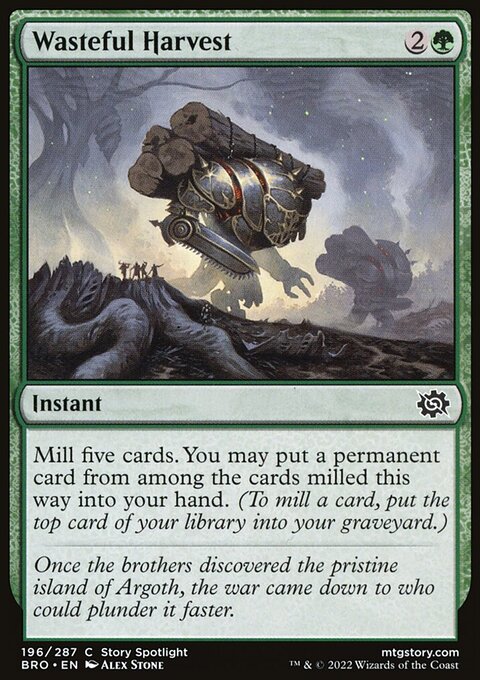 Wasteful Harvest 2
Instant
Mill five cards. You may put a permanent
card from among the cards milled this
way into your hand. (To mill a card, put the
top card of your library into your graveyard.)
Once the brothers discovered the pristine
island of Argoth, the war came down to who
could plunder it faster.
196/287 C Story Spotlight mtgstory.com
BRO • EN Alex Stone ™ & © 2022 Wizards of the Coast